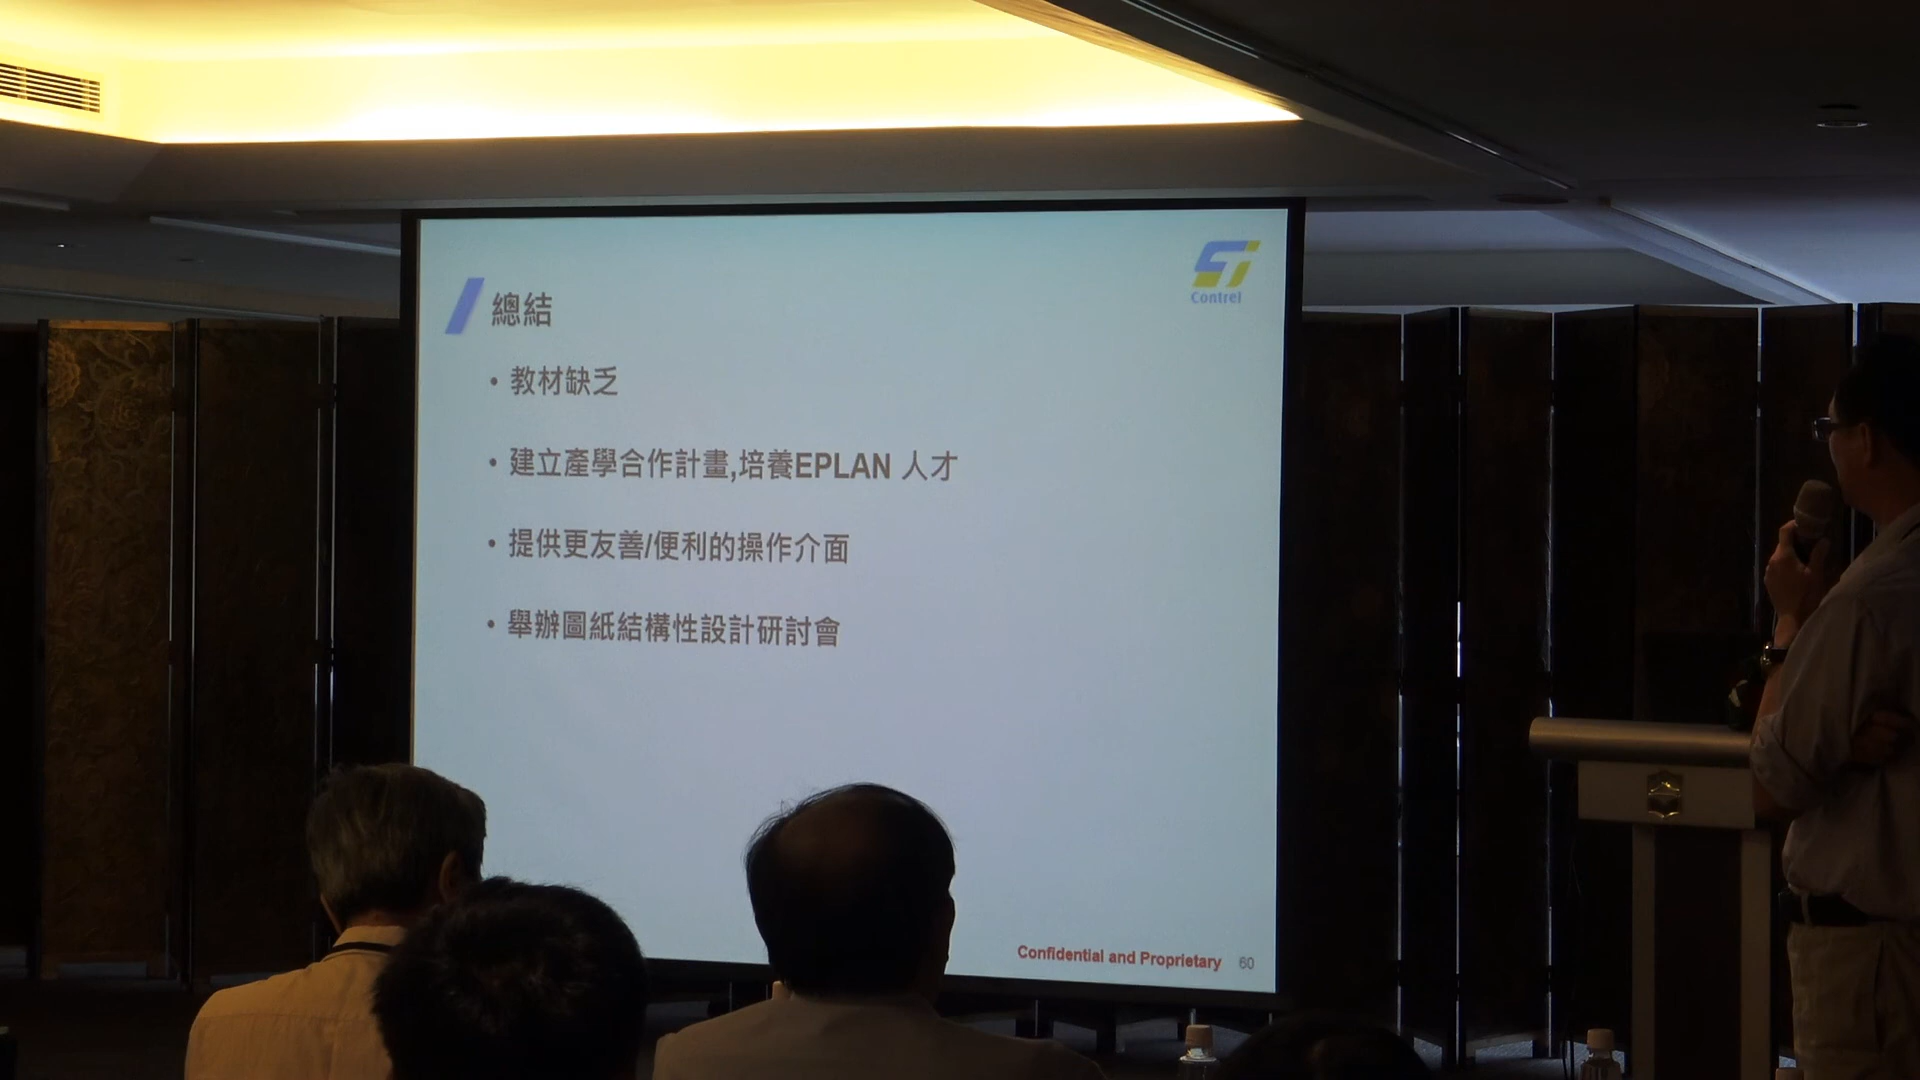 Contrel
總結
• 教材缺乏
• 建立產學合作計畫,培養EPLAN 人才
• 提供更友善/便利的操作介面
• 舉辦圖紙結構性設計研討會
Confidential and Proprietary 60